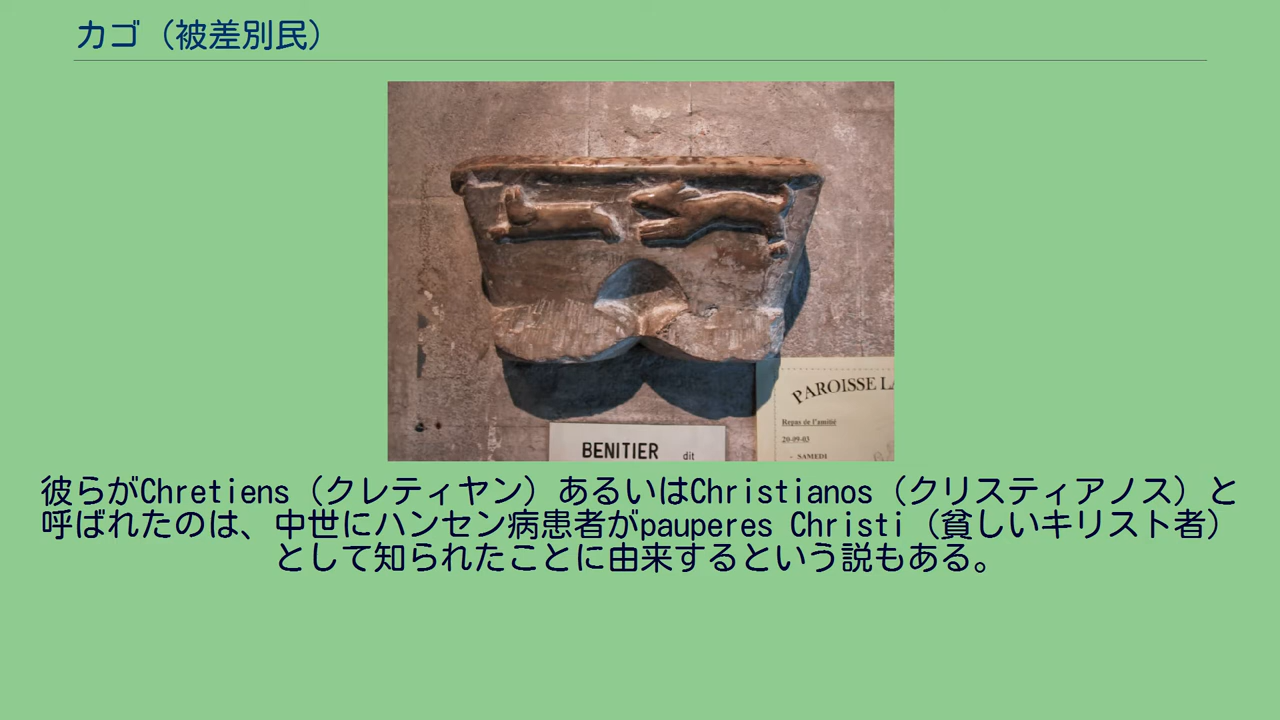 カゴ（被差別民）
PAROISSE LA
Repas de l'amitié
20-09-03
- SAMEDI
BENITIER dit
彼らがChretiens（クレティヤン）あるいはChristianos（クリスティアノス）と
呼ばれたのは、中世にハンセン病患者がpauperes Christi（貧しいキリスト者）
として知られたことに由来するという説もある。